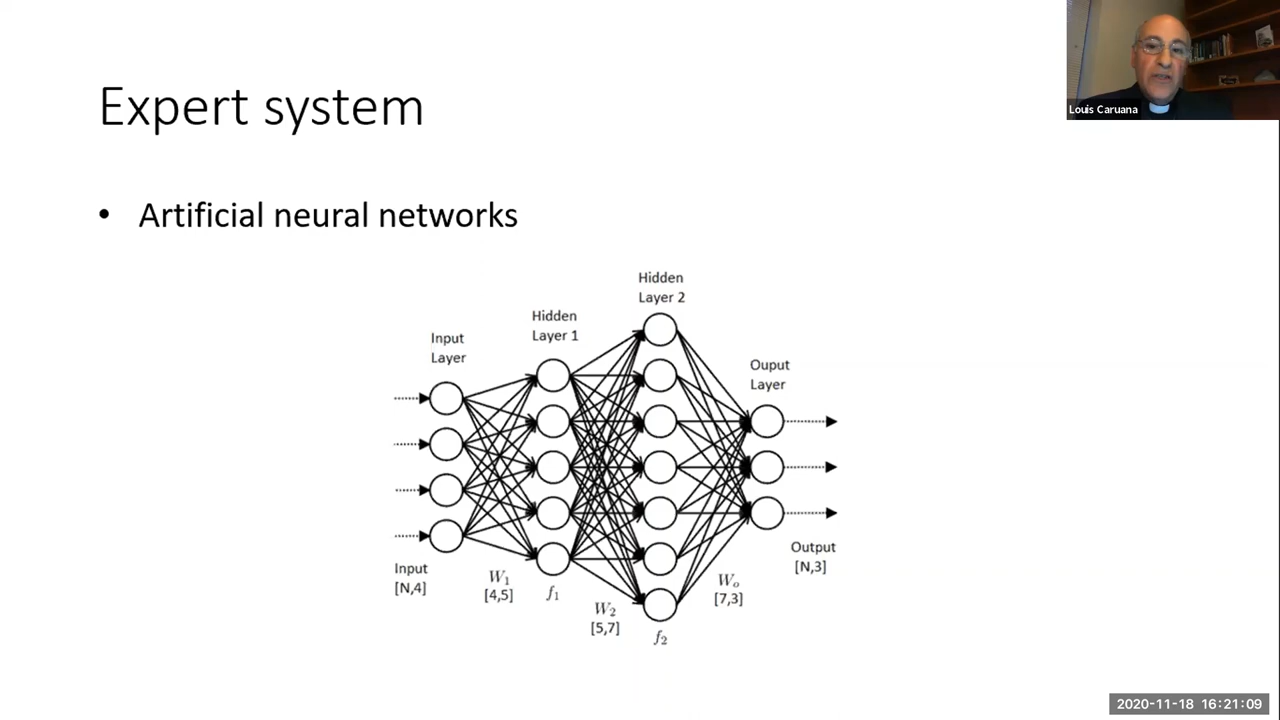 Expert system
Louis Caruana
• Artificial neural networks
Hidden
Layer 2
Hidden
Layer 1
Input
Layer
Ouput
Layer
Input
[N,4]
W₁
[4,5]
f₁
W₂
[5,7]
f₂
Wₒ
[7,3]
Output
[N,3]
2020-11-18 16:21:09